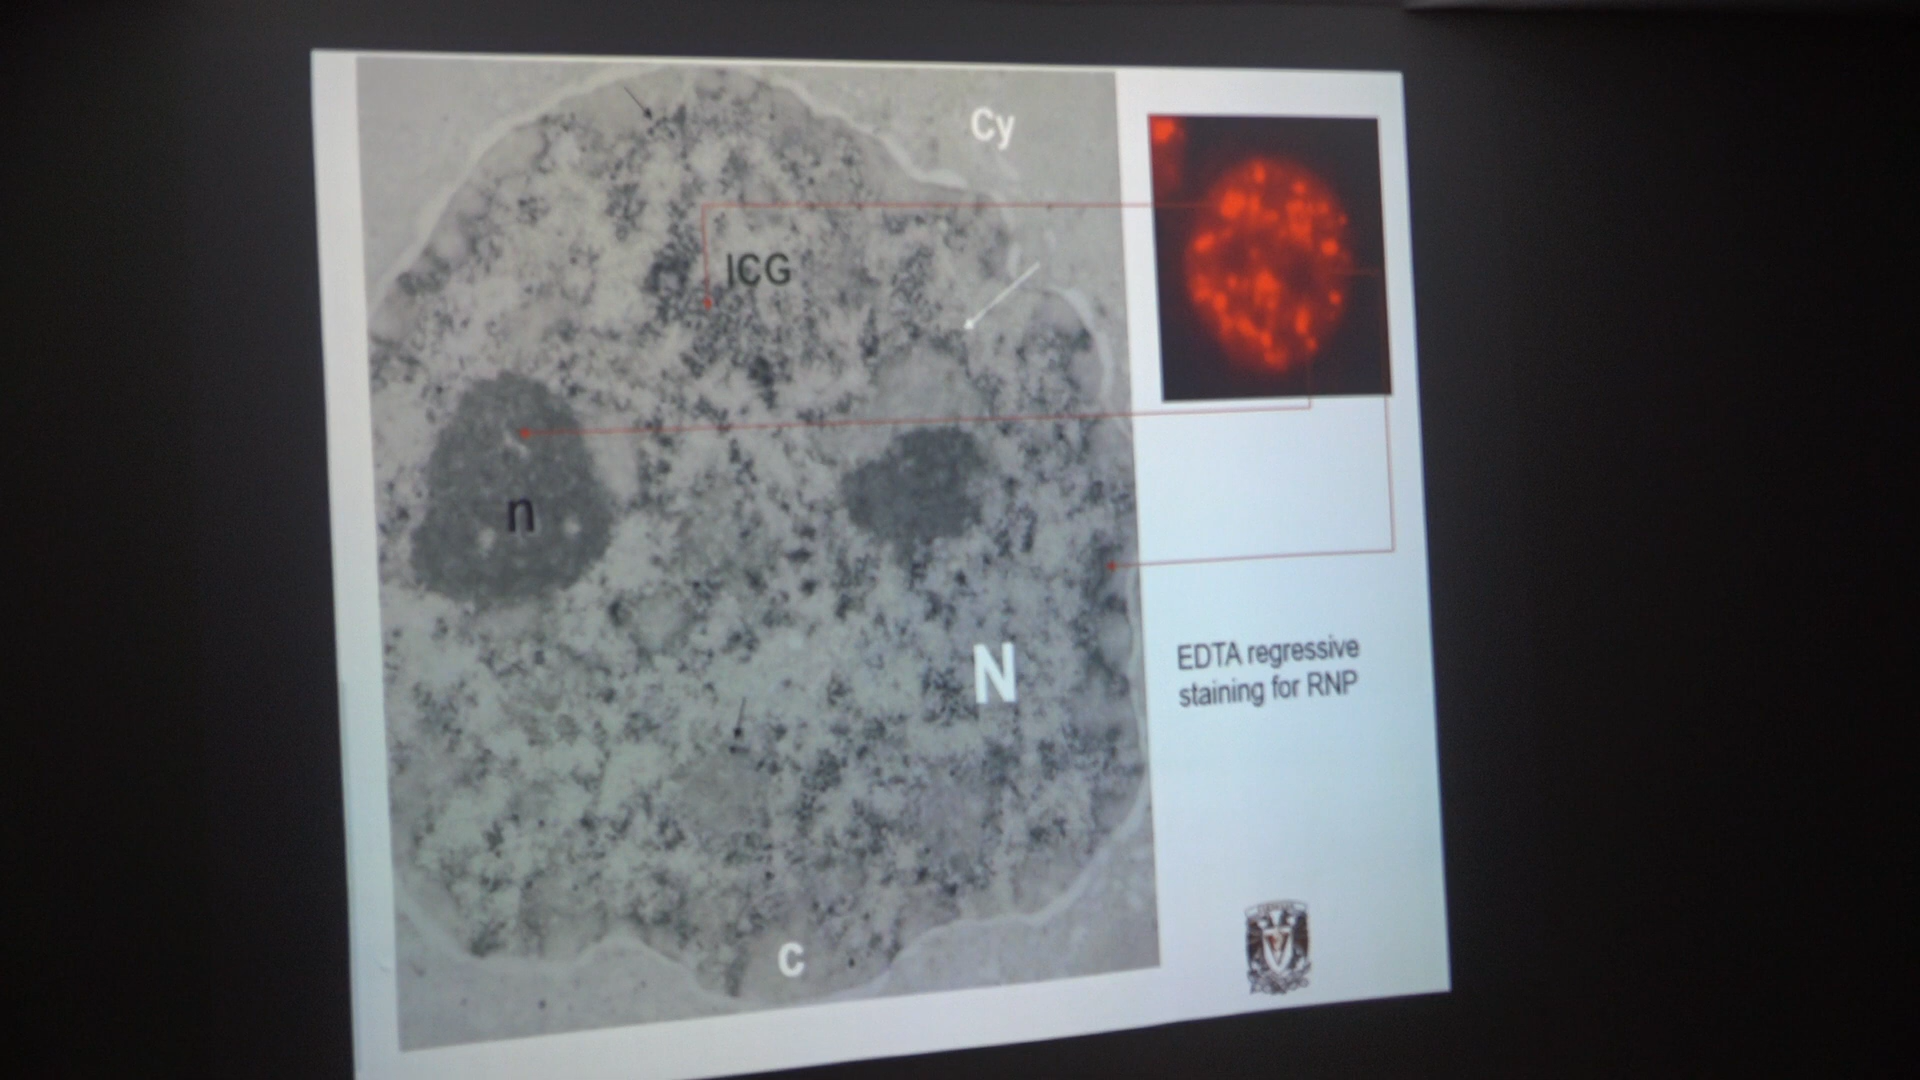 Cy
ICG
n
N
C
EDTA regressive
staining for RNP